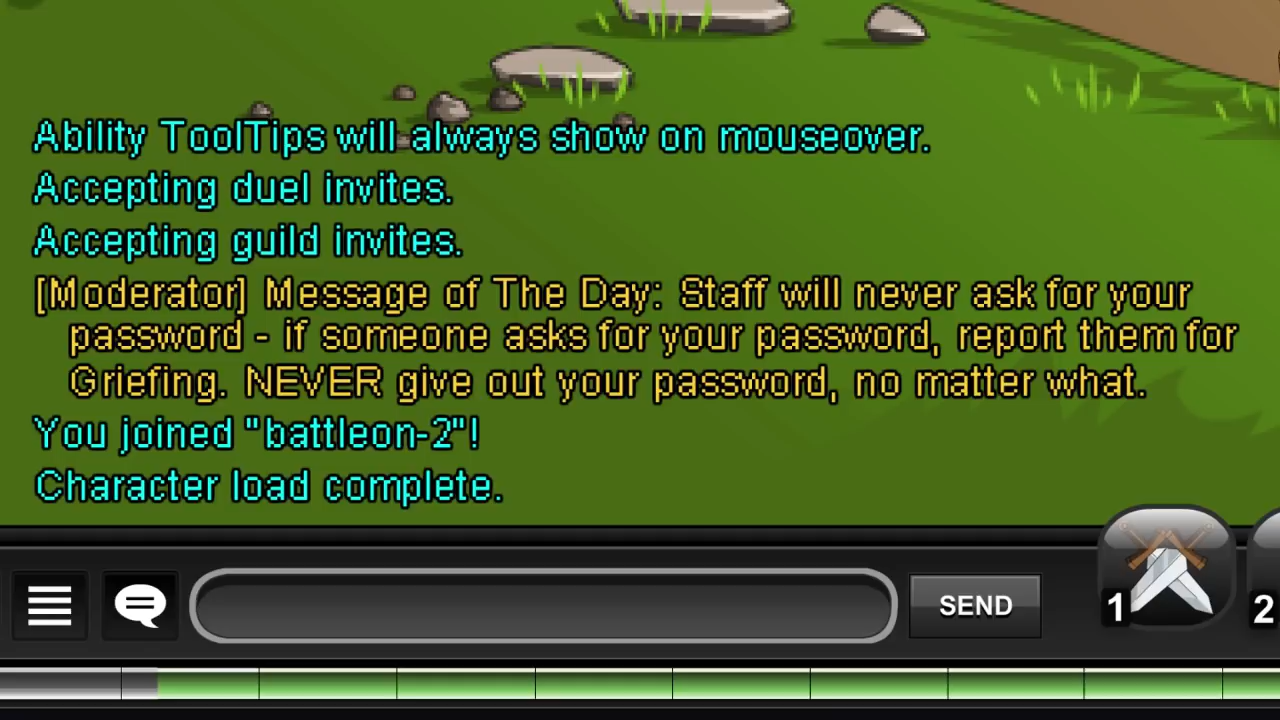 Ability ToolTips will always show on mouseover.
Accepting duel invites.
Accepting guild invites.
[Moderator] Message of The Day: Staff will never ask for your
password - if someone asks for your password, report them for
Griefing. NEVER give out your password, no matter what.
You joined "battleon-2"!
Character load complete.
SEND
1
2